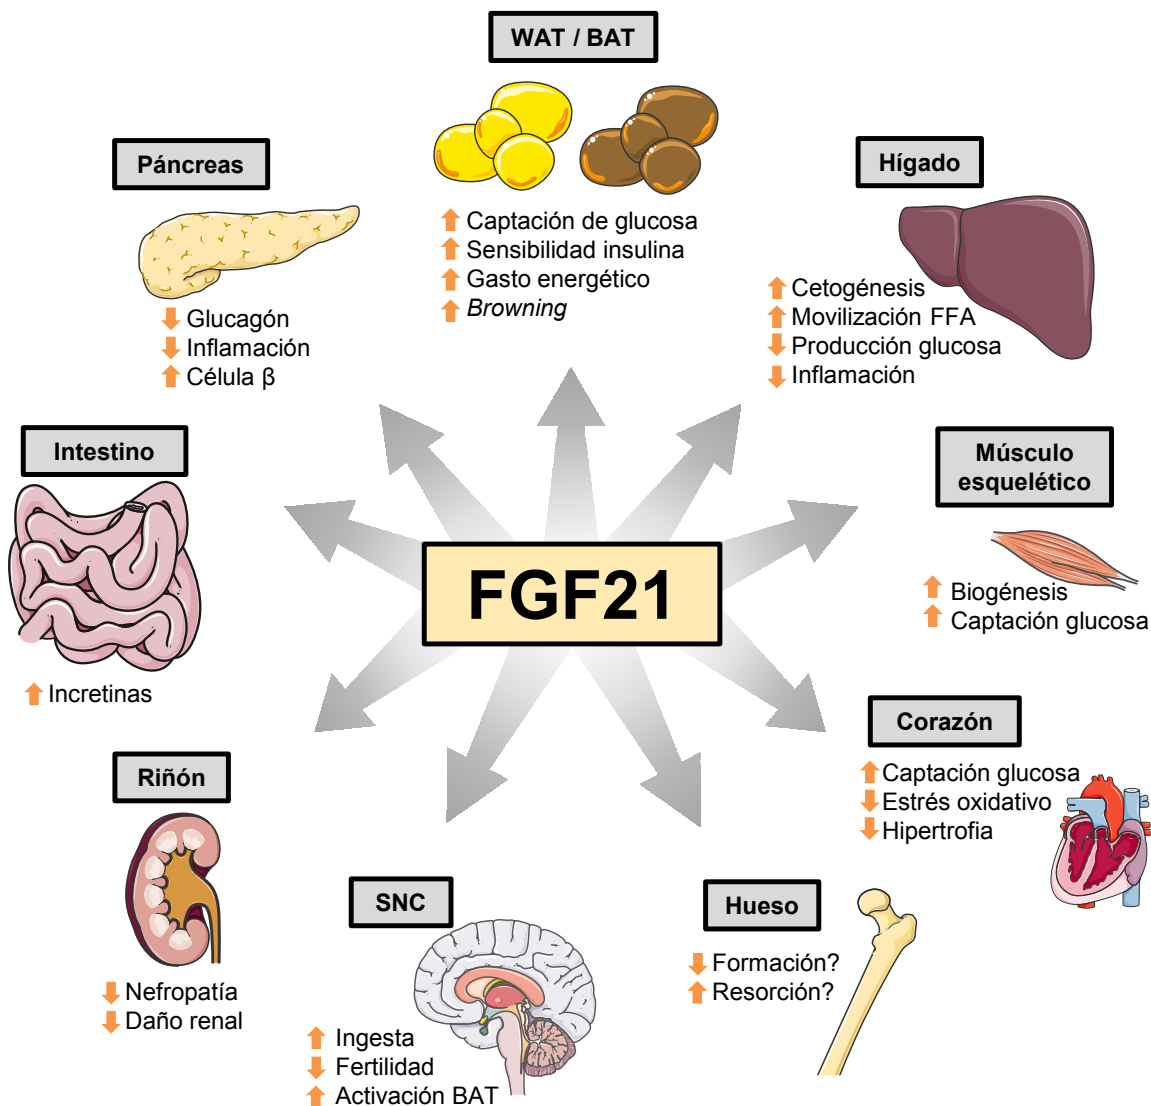 WAT / BAT
Captación de glucosa
Sensibilidad insulina
Gasto energético
Browning
Páncreas
Glucagón
Inflamación
Célula β
Hígado
Cetogénesis
Movilización FFA
Producción glucosa
Inflamación
Intestino
Incretinas
Músculo
esquelético
Biogénesis
Captación glucosa
FGF21
Corazón
Captación glucosa
Estrés oxidativo
Hipertrofia
Riñón
Nefropatía
Daño renal
SNC
Ingesta
Fertilidad
Activación BAT
Hueso
Formación?
Resorción?